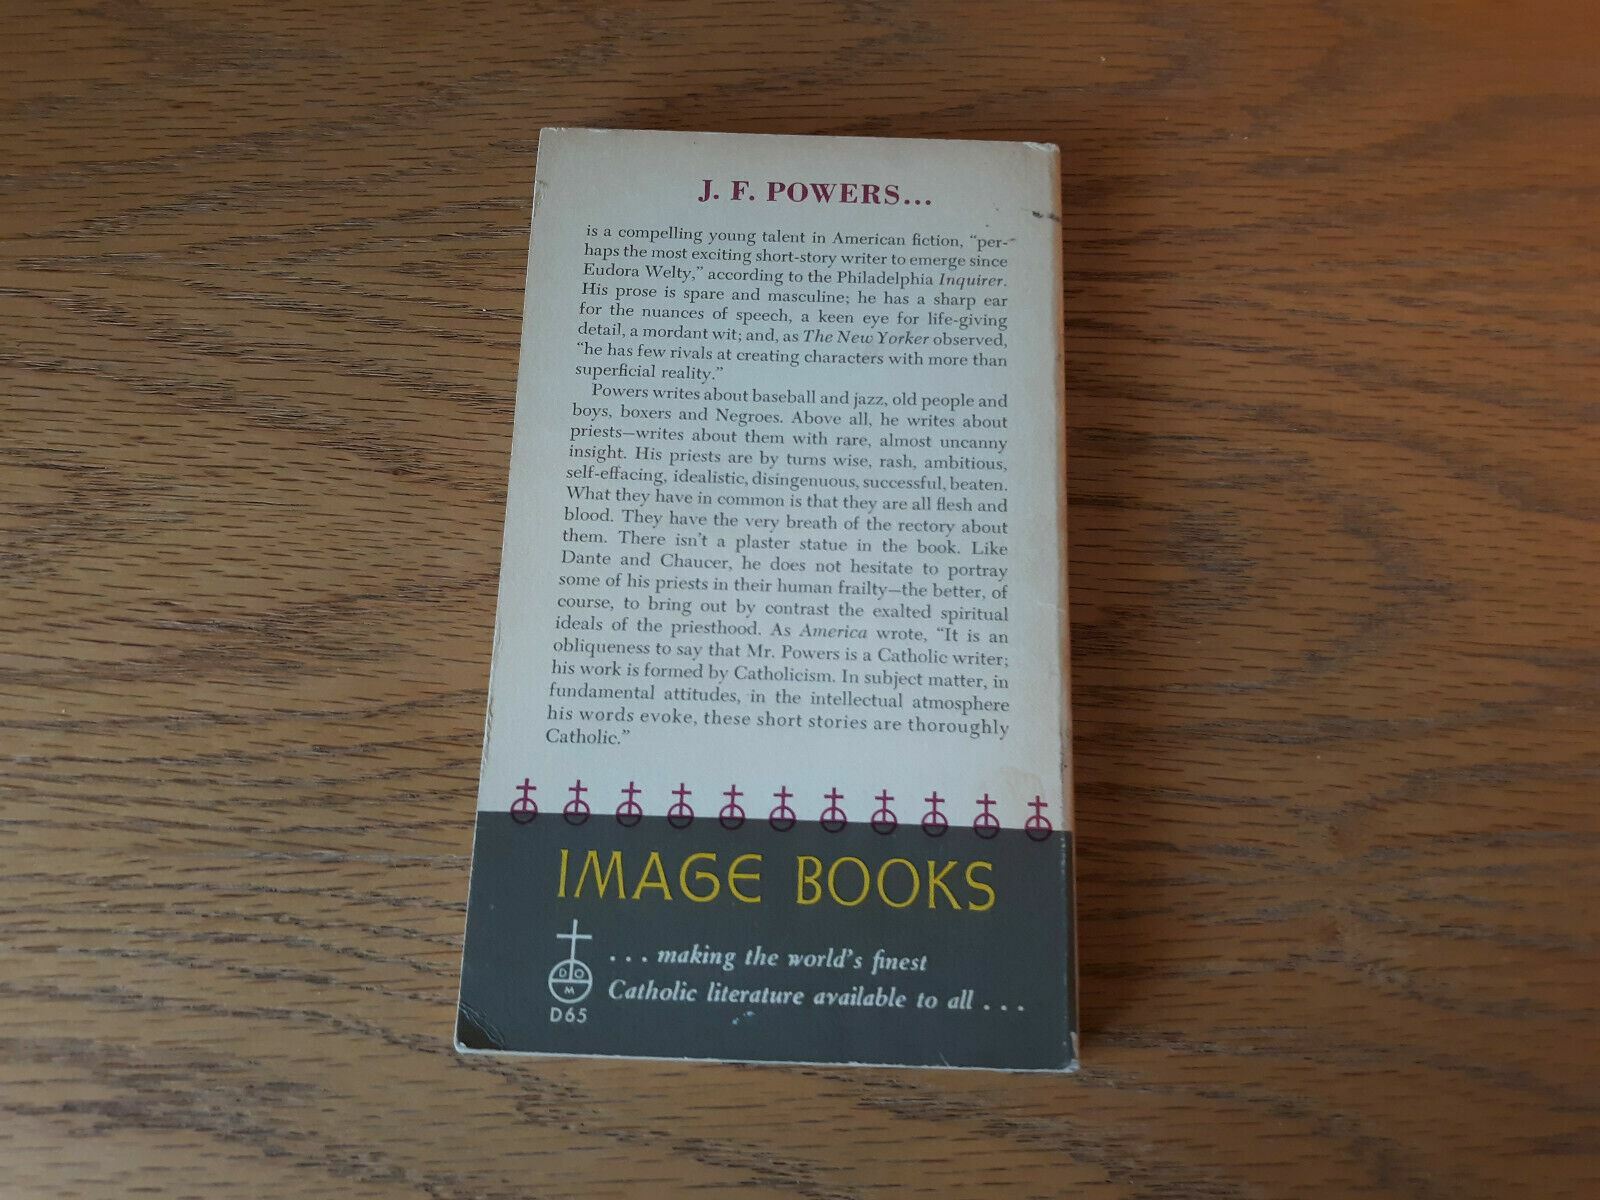 J. F. POWERS...
is a compelling young talent in American fiction, “per-
haps the most exciting short-story writer to emerge since
Eudora Welty,” according to the Philadelphia Inquirer.
His prose is spare and masculine; he has a sharp ear
for the nuances of speech, a keen eye for life-giving
detail, a mordant wit; and, as The New Yorker observed,
“he has few rivals at creating characters with more than
superficial reality.”
Powers writes about baseball and jazz, old people and
boys, boxers and Negroes. Above all, he writes about
priests—writes about them with rare, almost uncanny
insight. His priests are by turns wise, rash, ambitious,
self-effacing, idealistic, disingenuous, successful, beaten.
What they have in common is that they are all flesh and
blood. They have the very breath of the rectory about
them. There isn’t a plaster statue in the book. Like
Dante and Chaucer, he does not hesitate to portray
some of his priests in their human frailty—the better, of
course, to bring out by contrast the exalted spiritual
ideals of the priesthood. As America wrote, “It is an
obliqueness to say that Mr. Powers is a Catholic writer;
his work is formed by Catholicism. In subject matter, in
fundamental attitudes, in the intellectual atmosphere
his words evoke, these short stories are thoroughly
Catholic.”
IMAGE BOOKS
. . . making the world’s finest
Catholic literature available to all . . .
D O
M
D65